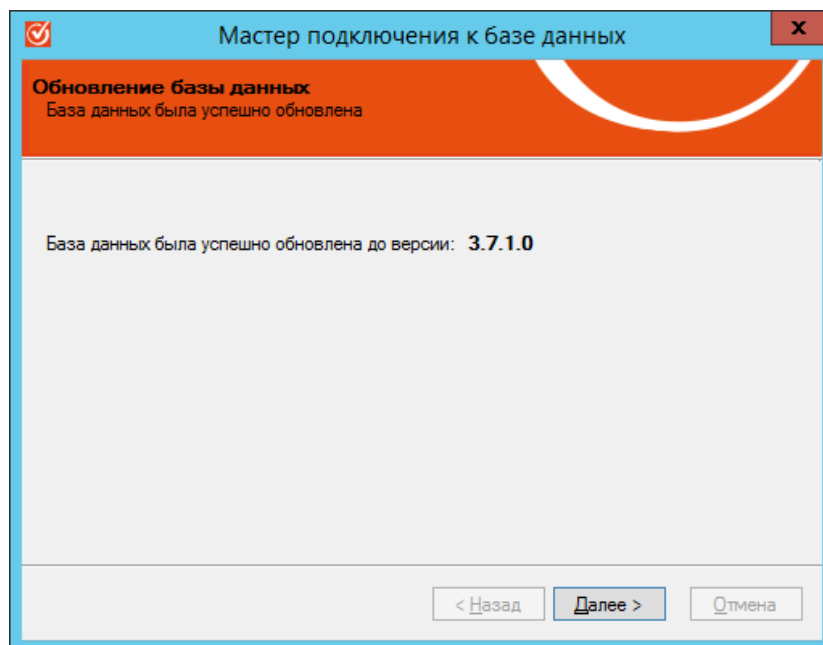 Мастер подключения к базе данных
x
Обновление базы данных
База данных была успешно обновлена
База данных была успешно обновлена до версии: 3.7.1.0
< Назад Далее > Отмена